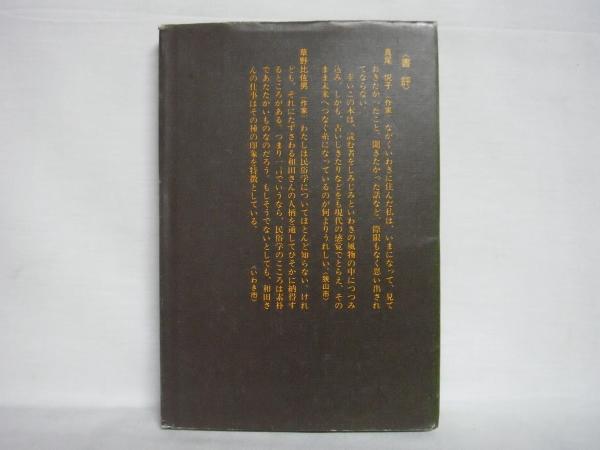 〈書評〉
真尾 悦子(作家) ながくいわきに住んだ私は、いまになって、見て
おきたかったこと、聞きたかった話など、際限もなく思い出され
てならない。
幸いこの本は、読む者をしみじみといわきの風物の中につつみ
込み、しかも、古いしきたりなどをも現代の感覚でとらえ、その
まま未来へつなぐ糸になっているのが何よりうれしい。〈狭山市〉
草野比佐男(作家) わたしは民俗学についてほとんど知らない。けれ
ども、それにたずさわる和田さんの人柄を通してひそかに納得す
るところがある。つまり一言でいうなら、民俗学のこころは素朴
であたたかいものなのだろう。もしそうでないとしても、和田さ
んの仕事はその種の印象を特徴としている。
〈いわき市〉